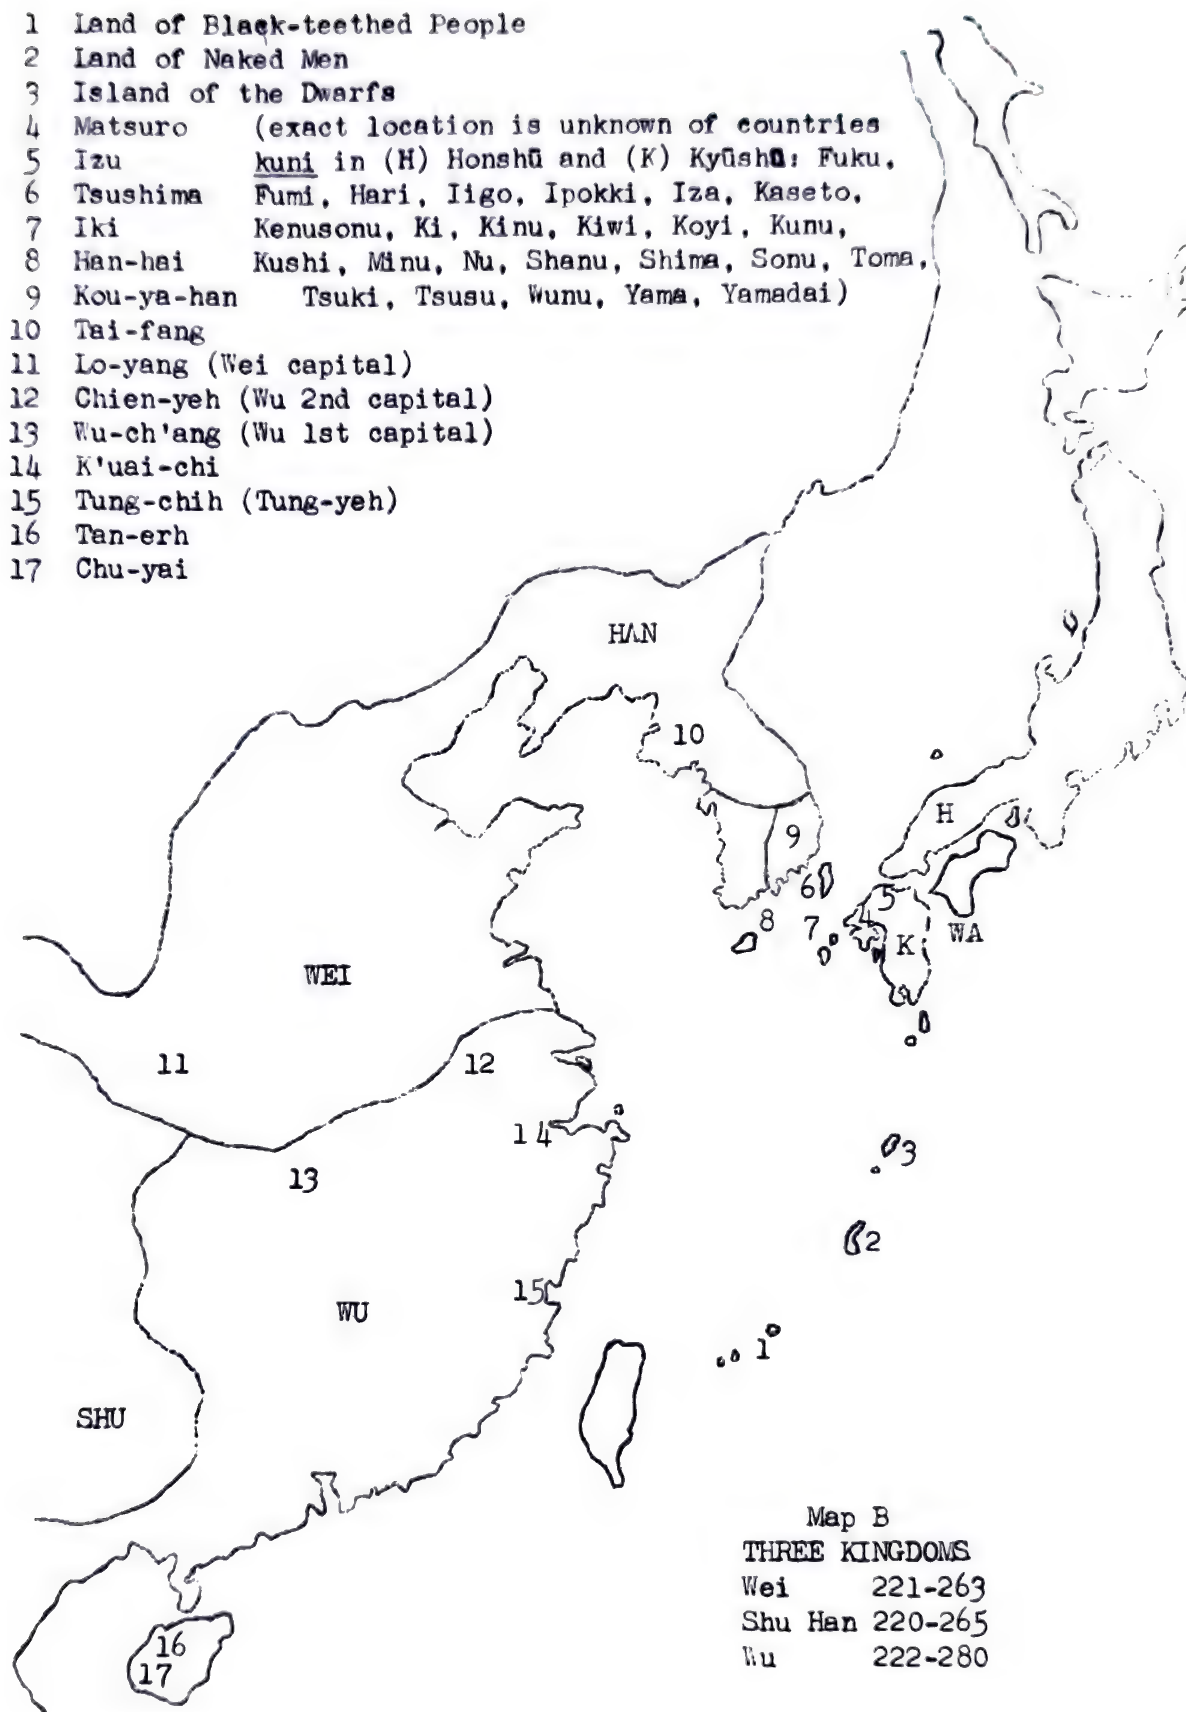 1 Land of Black-teethed People
2 Land of Naked Men
3 Island of the Dwarfs
4 Matsuro (exact location is unknown of countries
5 Izu kuni in (H) Honshū and (K) Kyūshū: Fuku,
6 Tsushima Fumi, Hari, Iigo, Ipokki, Iza, Kaseto,
7 Iki Kenusonu, Ki, Kinu, Kiwi, Koyi, Kunu,
8 Han-hai Kushi, Minu, Nu, Shanu, Shima, Sonu, Toma,
9 Kou-ya-han Tsuki, Tsusu, Wunu, Yama, Yamadai)
10 Tai-fang
11 Lo-yang (Wei capital)
12 Chien-yeh (Wu 2nd capital)
13 Wu-ch'ang (Wu 1st capital)
14 K'uai-chi
15 Tung-chih (Tung-yeh)
16 Tan-erh
17 Chu-yai
HAN
10
H
9
6
5
8
7
4
WA
K
WEI
11
12
14
3
13
2
15
WU
1
SHU
Map B
THREE KINGDOMS
Wei 221-263
Shu Han 220-265
Wu 222-280
16
17